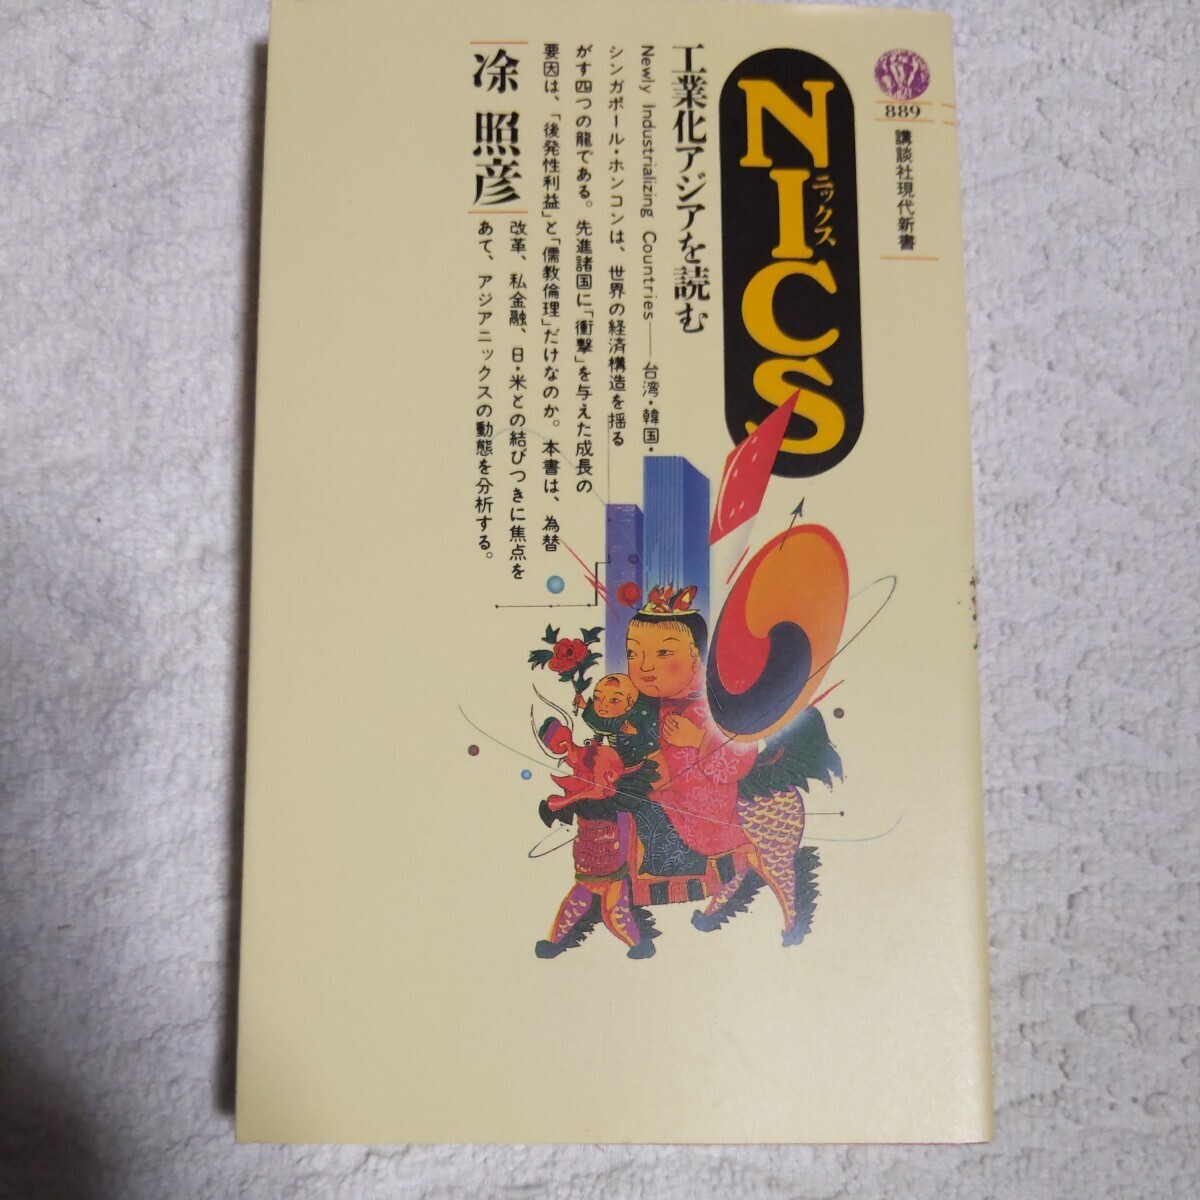 889
講談社現代新書
NICS
ニックス
工業化アジアを読む
Newly Industrializing Countries──台湾・韓国・
シンガポール・ホンコンは、世界の経済構造を揺る
がす四つの龍である。先進諸国に「衝撃」を与えた成長の
要因は、「後発性利益」と「儒教倫理」だけなのか。本書は、為替
改革、私金融、日・米との結びつきに焦点を
あて、アジアニックスの動態を分析する。
凃 照彦